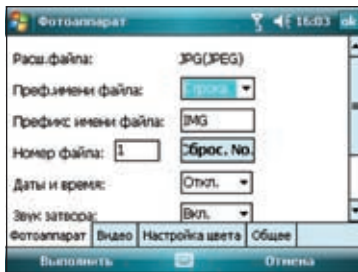 Фотоаппарат 16:03 ok
Расш.файла: JPG(JPEG)
Преф.имени файла: Строка
Префикс имени файла: IMG
Номер файла: 1 Сброс. No.
Даты и время: Откл.
Звук затвора: Вкл.
Фотоаппарат Видео Настройка цвета Общее
Выполнить Отмена